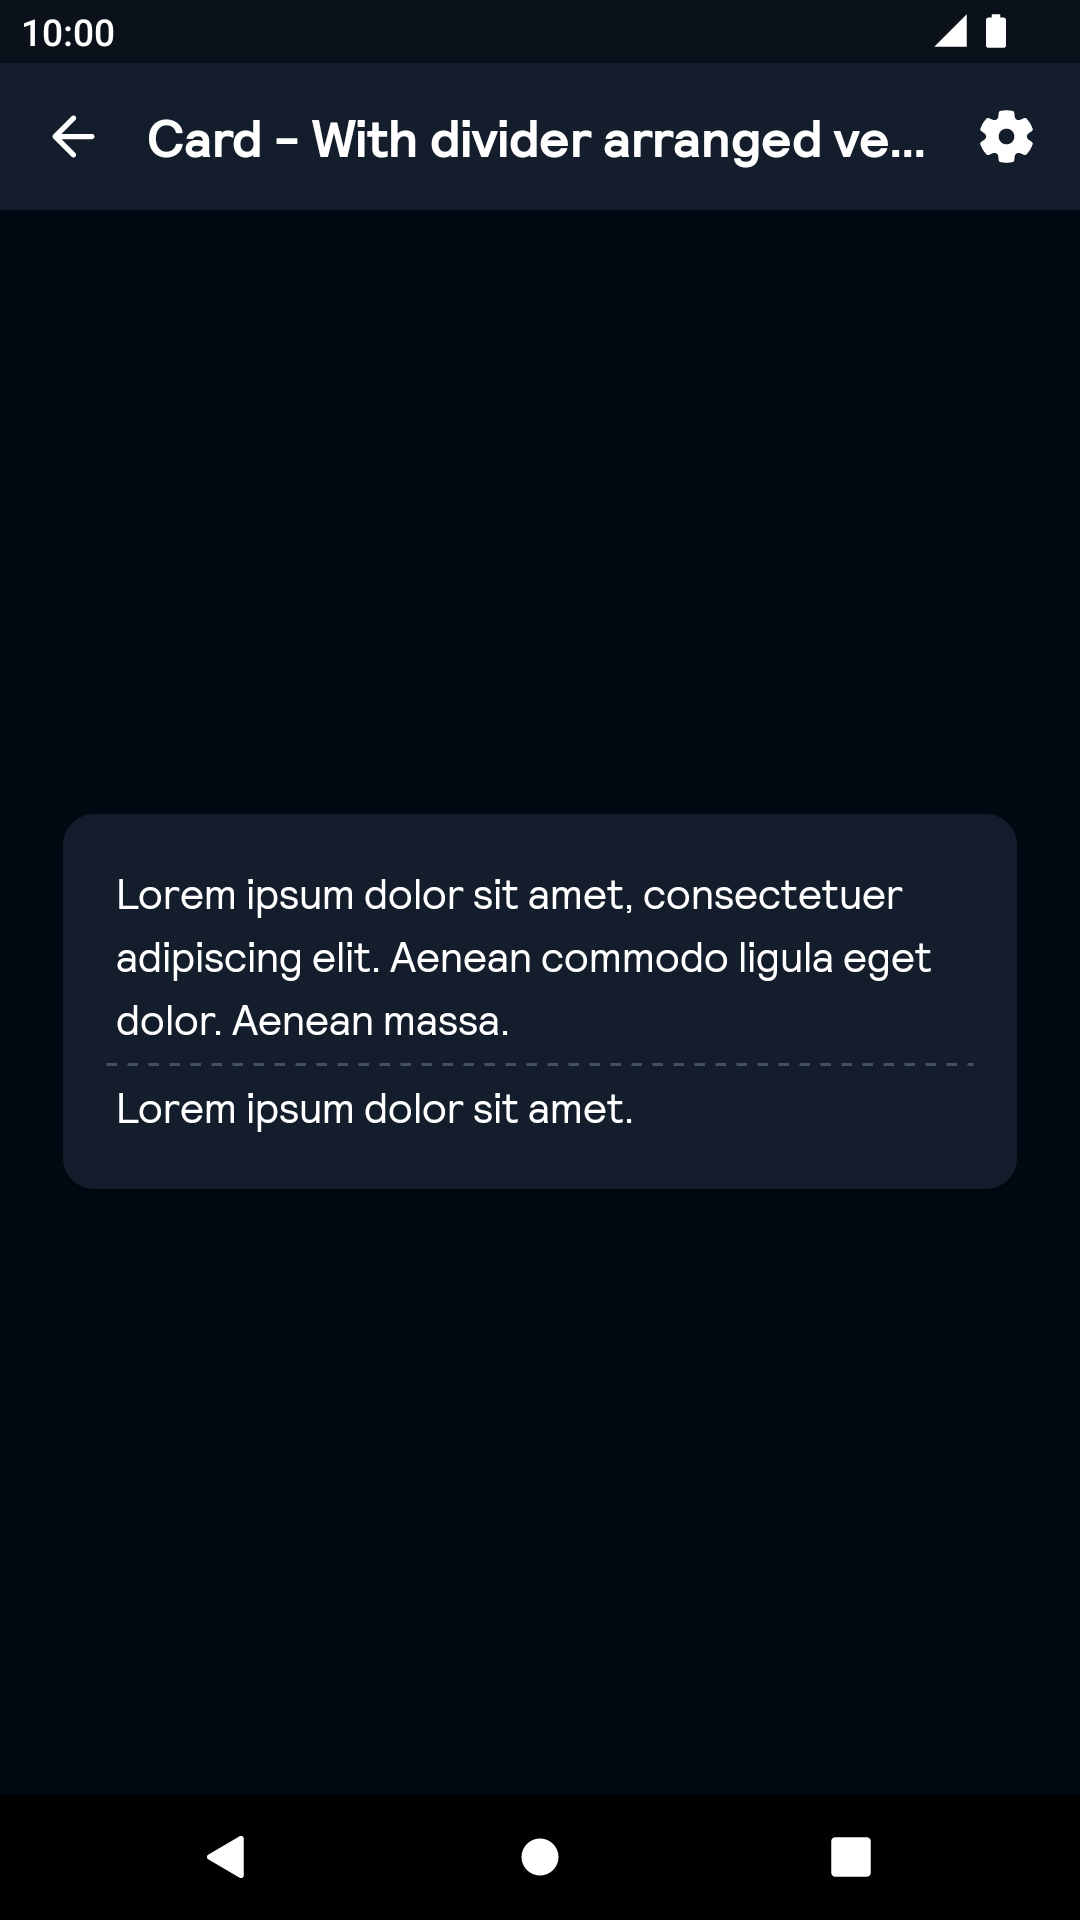 10:00
Card - With divider arranged ve...
Lorem ipsum dolor sit amet, consectetuer
adipiscing elit. Aenean commodo ligula eget
dolor. Aenean massa.
Lorem ipsum dolor sit amet.